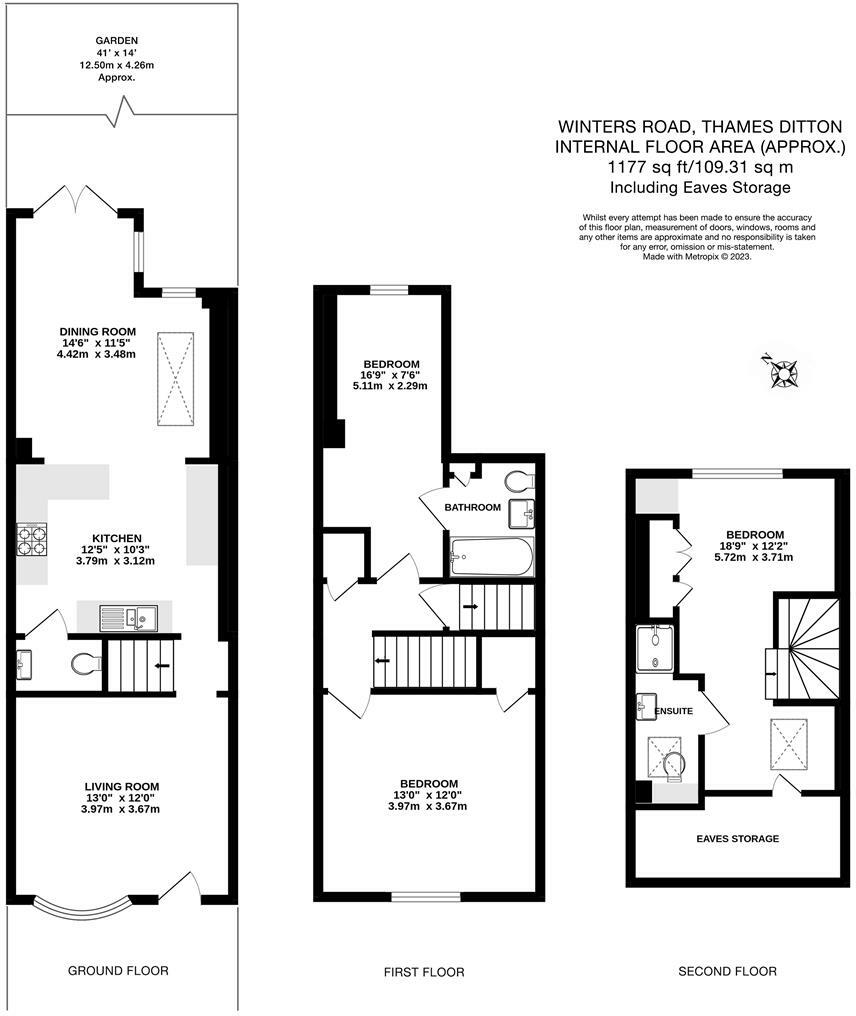 GARDEN
41' x 14'
12.50m x 4.26m
Approx.
WINTERS ROAD, THAMES DITTON
INTERNAL FLOOR AREA (APPROX.)
1177 sq ft/109.31 sq m
Including Eaves Storage
Whilst every attempt has been made to ensure the accuracy
of this floor plan, measurement of doors, windows, rooms and
any other items are approximate and no responsibility is taken
for any error, omission or mis-statement.
Made with Metropix © 2023.
N
DINING ROOM
14'6" x 11'5"
4.42m x 3.48m
KITCHEN
12'5" x 10'3"
3.79m x 3.12m
LIVING ROOM
13'0" x 12'0"
3.97m x 3.67m
GROUND FLOOR
BEDROOM
16'9" x 7'6"
5.11m x 2.29m
BATHROOM
BEDROOM
13'0" x 12'0"
3.97m x 3.67m
FIRST FLOOR
BEDROOM
18'9" x 12'2"
5.72m x 3.71m
ENSUITE
EAVES STORAGE
SECOND FLOOR